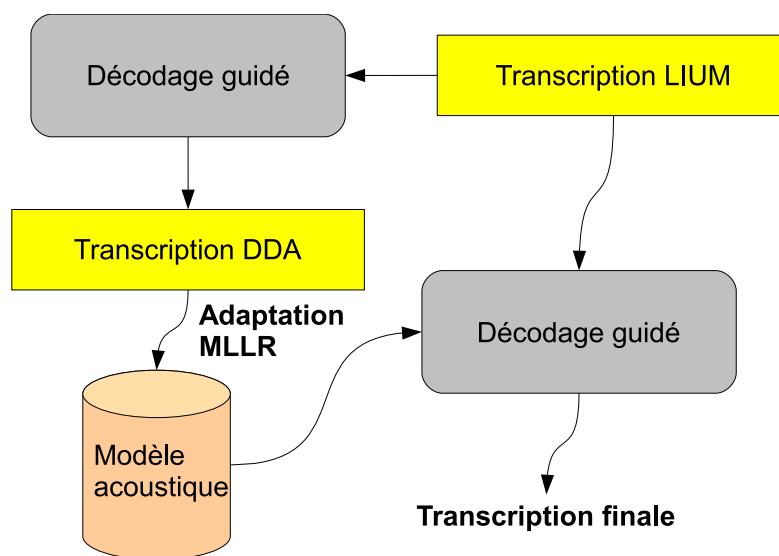 Décodage guidé
Transcription LIUM
Transcription DDA
Adaptation
MLLR
Décodage guidé
Modèle
acoustique
Transcription finale